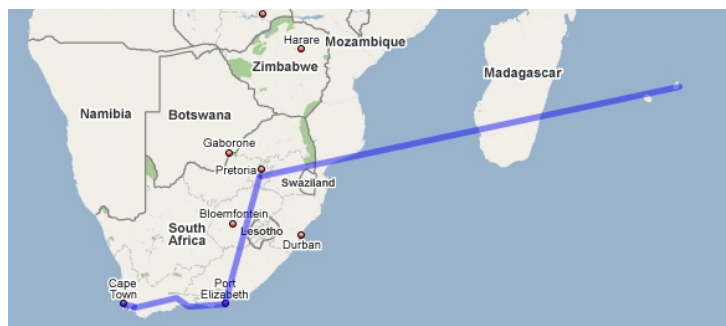 Harare
Mozambique
Zimbabwe
Madagascar
Namibia
Botswana
Gaborone
Pretoria
Swaziland
Bloemfontein
South
Africa
Lesotho
Durban
Cape
Town
Port
Elizabeth